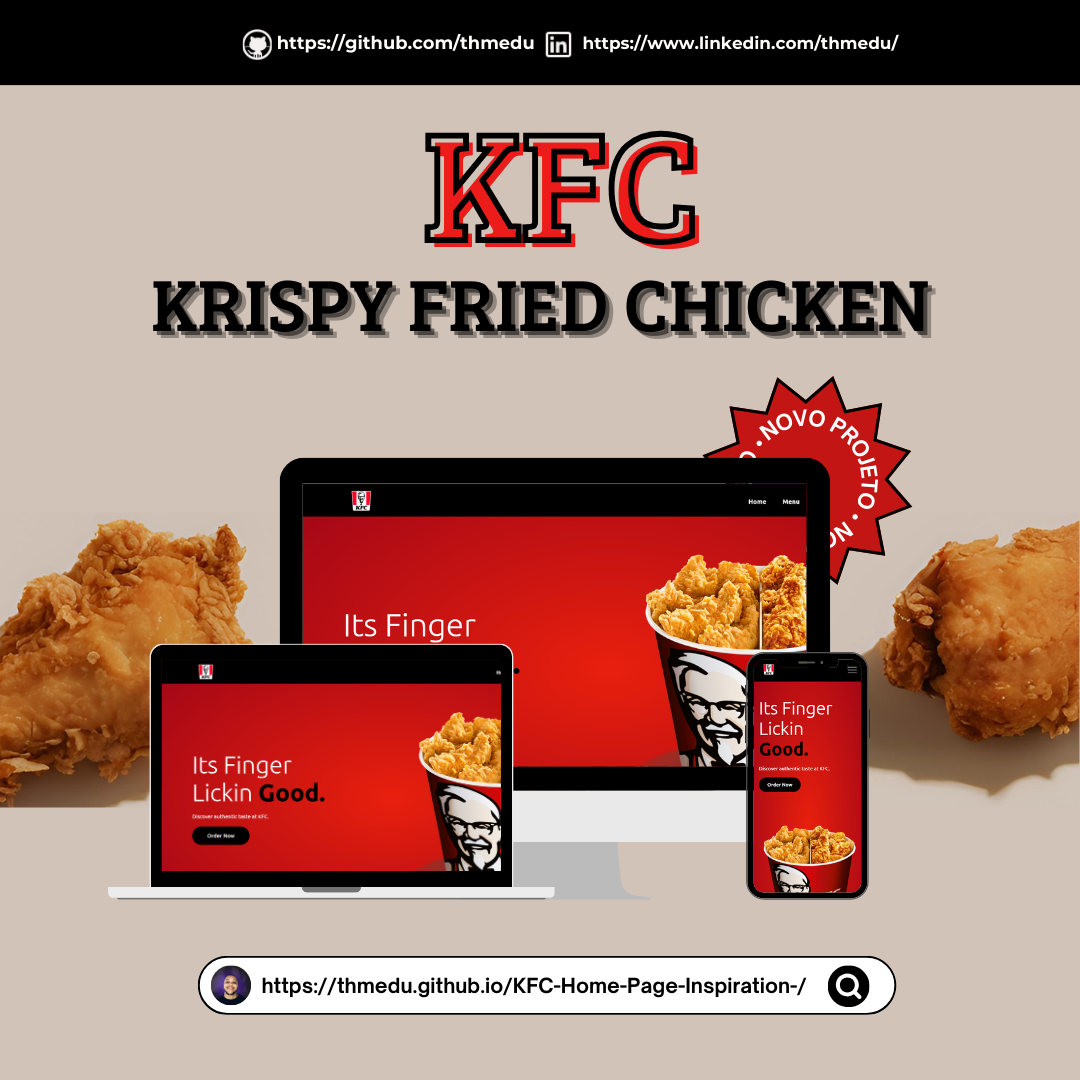 https://github.com/thmedu
https://www.linkedin.com/thmedu/
KFC
KRISPY FRIED CHICKEN
• NOVO PROJETO •
KFC
Home
Menu
Its Finger
Its Finger
Lickin Good.
Discover authentic taste at KFC.
Order Now
Its Finger
Lickin
Good.
Discover authentic taste at KFC.
Order Now
https://thmedu.github.io/KFC-Home-Page-Inspiration-/